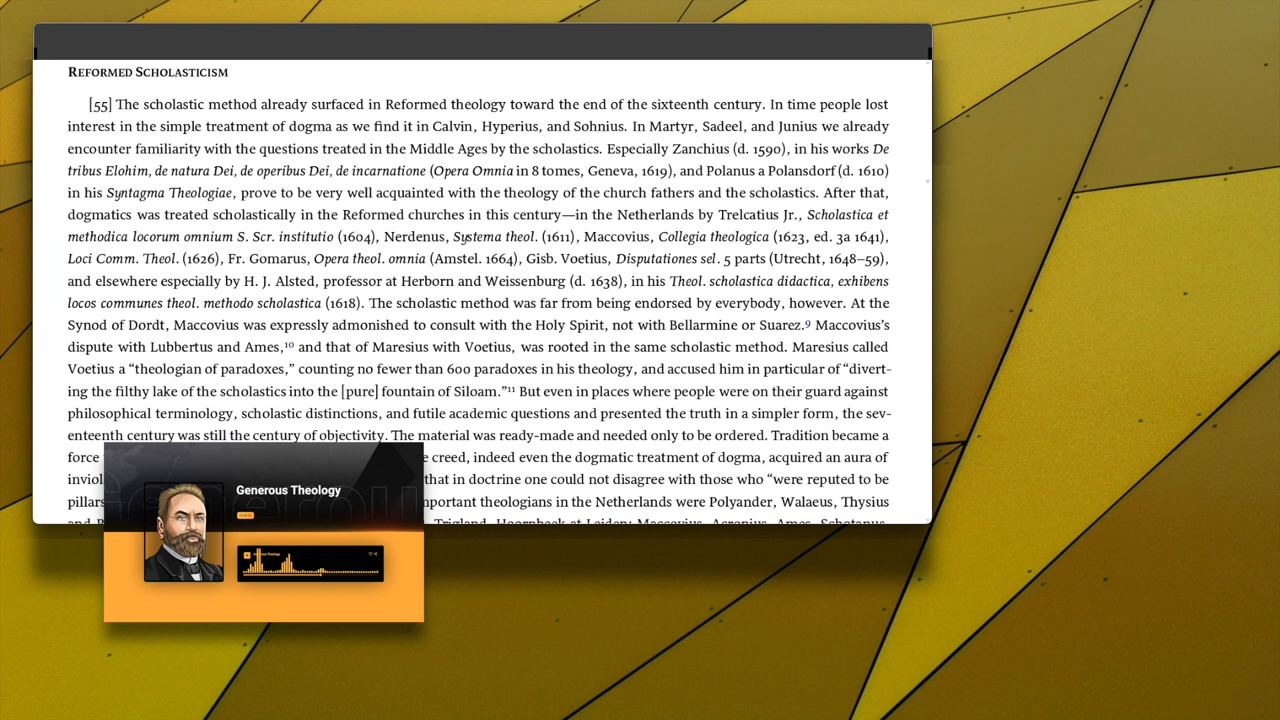 REFORMED SCHOLASTICISM
[55] The scholastic method already surfaced in Reformed theology toward the end of the sixteenth century. In time people lost
interest in the simple treatment of dogma as we find it in Calvin, Hyperius, and Sohnius. In Martyr, Sadeel, and Junius we already
encounter familiarity with the questions treated in the Middle Ages by the scholastics. Especially Zanchius (d. 1590), in his works De
tribus Elohim, de natura Dei, de operibus Dei, de incarnatione (Opera Omnia in 8 tomes, Geneva, 1619), and Polanus a Polansdorf (d. 1610)
in his Syntagma Theologiae, prove to be very well acquainted with the theology of the church fathers and the scholastics. After that,
dogmatics was treated scholastically in the Reformed churches in this century—in the Netherlands by Trelcatius Jr., Scholastica et
methodica locorum omnium S. Scr. institutio (1604), Nerdenus, Systema theol. (1611), Maccovius, Collegia theologica (1623, ed. 3a 1641),
Loci Comm. Theol. (1626), Fr. Gomarus, Opera theol. omnia (Amstel. 1664), Gisb. Voetius, Disputationes sel. 5 parts (Utrecht, 1648–59),
and elsewhere especially by H. J. Alsted, professor at Herborn and Weissenburg (d. 1638), in his Theol. scholastica didactica, exhibens
locos communes theol. methodo scholastica (1618). The scholastic method was far from being endorsed by everybody, however. At the
Synod of Dordt, Maccovius was expressly admonished to consult with the Holy Spirit, not with Bellarmine or Suarez.9 Maccovius's
dispute with Lubbertus and Ames,10 and that of Maresius with Voetius, was rooted in the same scholastic method. Maresius called
Voetius a “theologian of paradoxes,” counting no fewer than 600 paradoxes in his theology, and accused him in particular of “divert-
ing the filthy lake of the scholastics into the [pure] fountain of Siloam.”11 But even in places where people were on their guard against
philosophical terminology, scholastic distinctions, and futile academic questions and presented the truth in a simpler form, the sev-
enteenth century was still the century of objectivity. The material was ready-made and needed only to be ordered. Tradition became a
force creed, indeed even the dogmatic treatment of dogma, acquired an aura of
that in doctrine one could not disagree with those who “were reputed to be
pillars theologians in the Netherlands were Polyander, Walaeus, Thysius
Generous Theology